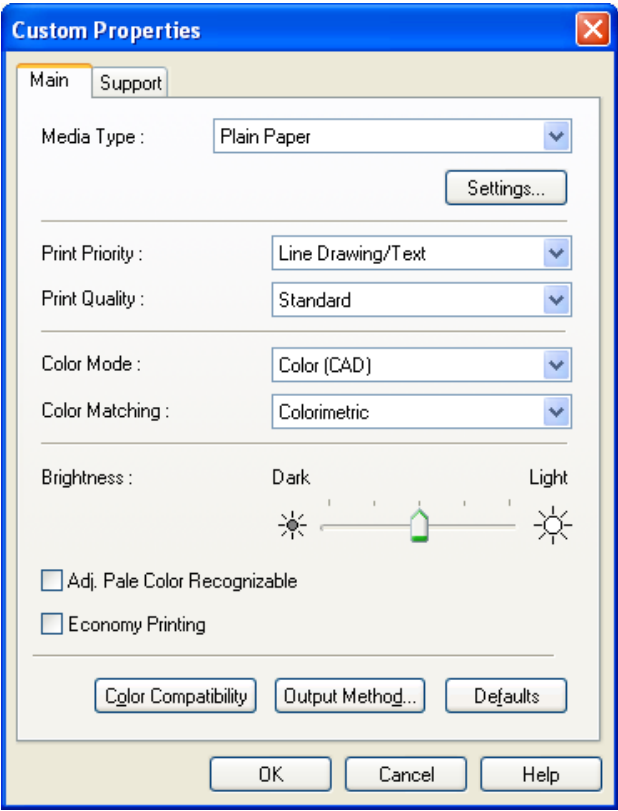 Custom Properties
Main Support
Media Type : Plain Paper
Settings...
Print Priority : Line Drawing/Text
Print Quality : Standard
Color Mode : Color (CAD)
Color Matching : Colorimetric
Brightness : Dark Light
Adj. Pale Color Recognizable
Economy Printing
Color Compatibility Output Method... Defaults
OK Cancel Help